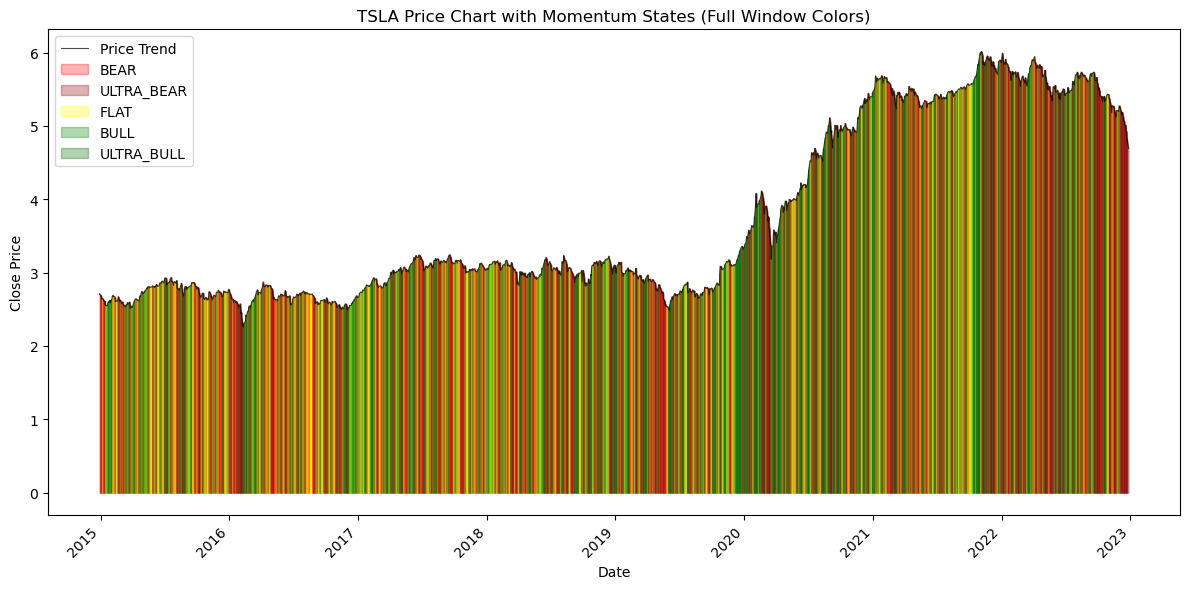 TSLA Price Chart with Momentum States (Full Window Colors)
Price Trend
BEAR
ULTRA_BEAR
FLAT
BULL
ULTRA_BULL
6
5
4
3
2
1
0
Close Price
2015
2016
2017
2018
2019
2020
2021
2022
2023
Date